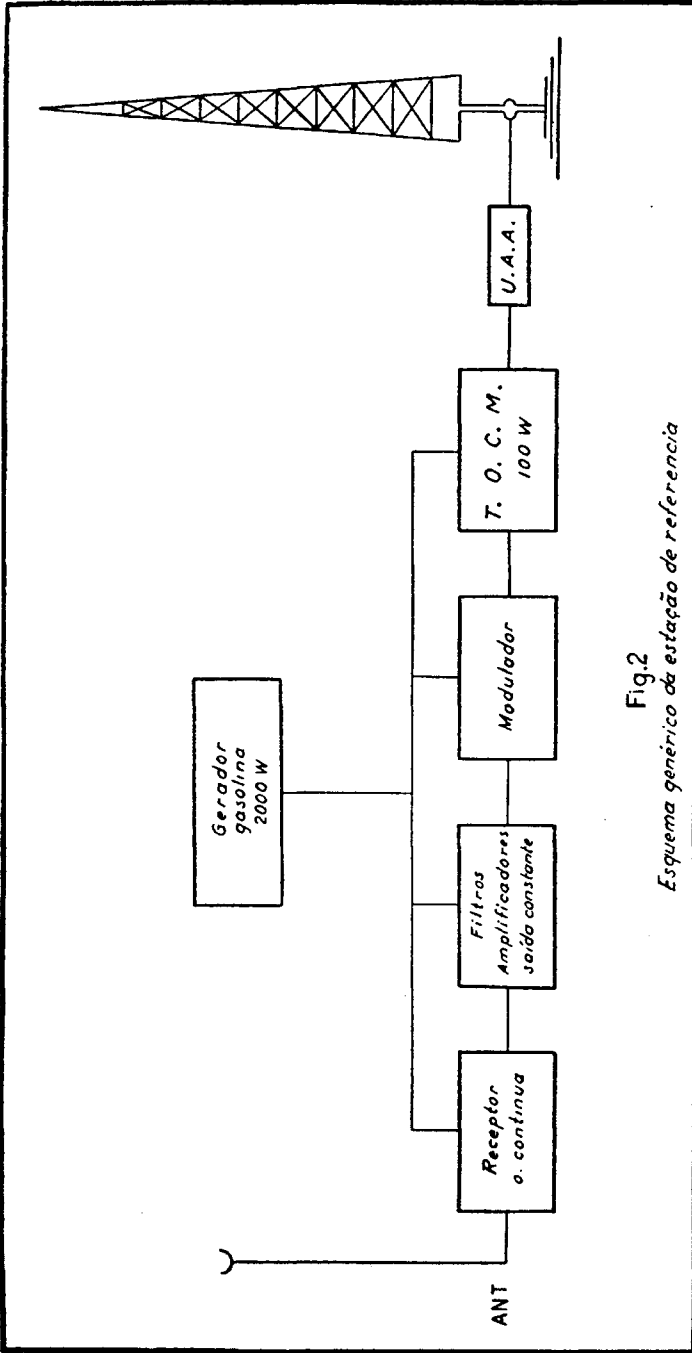 Gerador
gasolina
2000 W
ANT
Receptor
o. continua
Filtros
Amplificadores
saída constante
Modulador
T. O. C. M.
100 W
U.A.A.
Fig.2
Esquema genérico da estação de referencia